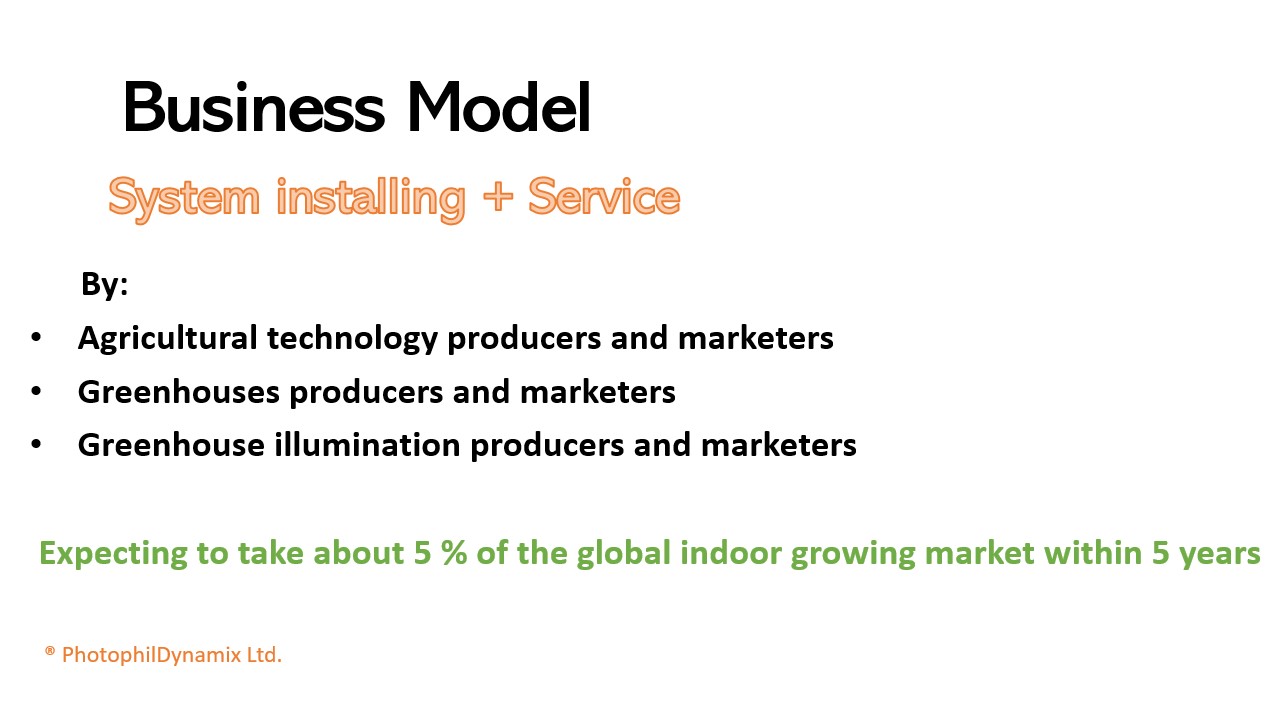 Business Model
System installing + Service
By:
• Agricultural technology producers and marketers
• Greenhouses producers and marketers
• Greenhouse illumination producers and marketers
Expecting to take about 5 % of the global indoor growing market within 5 years
® PhotophilDynamix Ltd.